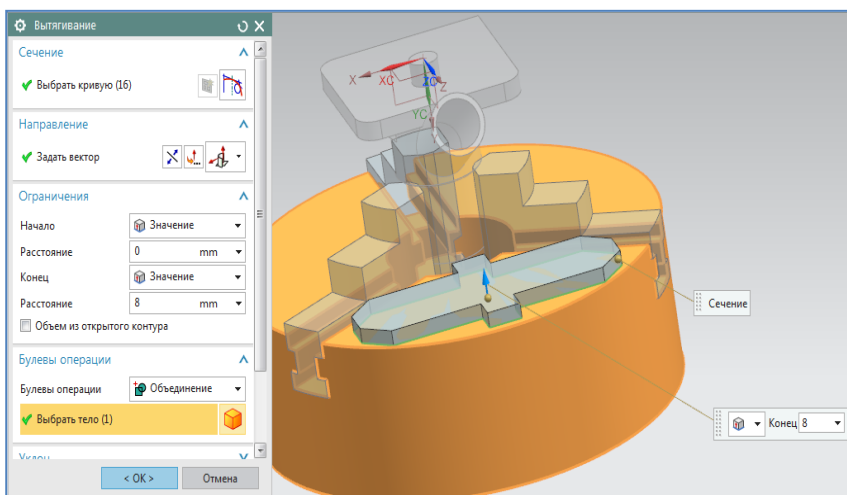 Вытягивание
Сечение
Выбрать кривую (16)
Направление
Задать вектор
Ограничения
Начало
Значение
Расстояние
0 mm
Конец
Значение
Расстояние
8 mm
Объем из открытого контура
Булевы операции
Булевы операции
Объединение
Выбрать тело (1)
Уклон
< ОК >
Отмена
X
XC
ZC
Z
YC
Y
Сечение
Конец 8